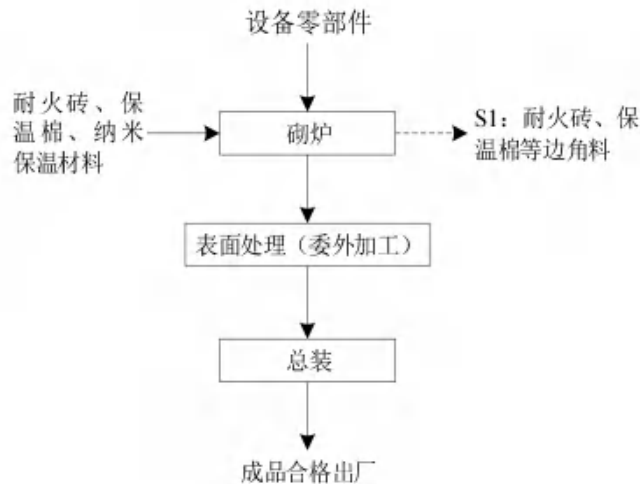 设备零部件
耐火砖、保
温棉、纳米
保温材料
砌炉
S1：耐火砖、保
温棉等边角料
表面处理（委外加工）
总装
成品合格出厂